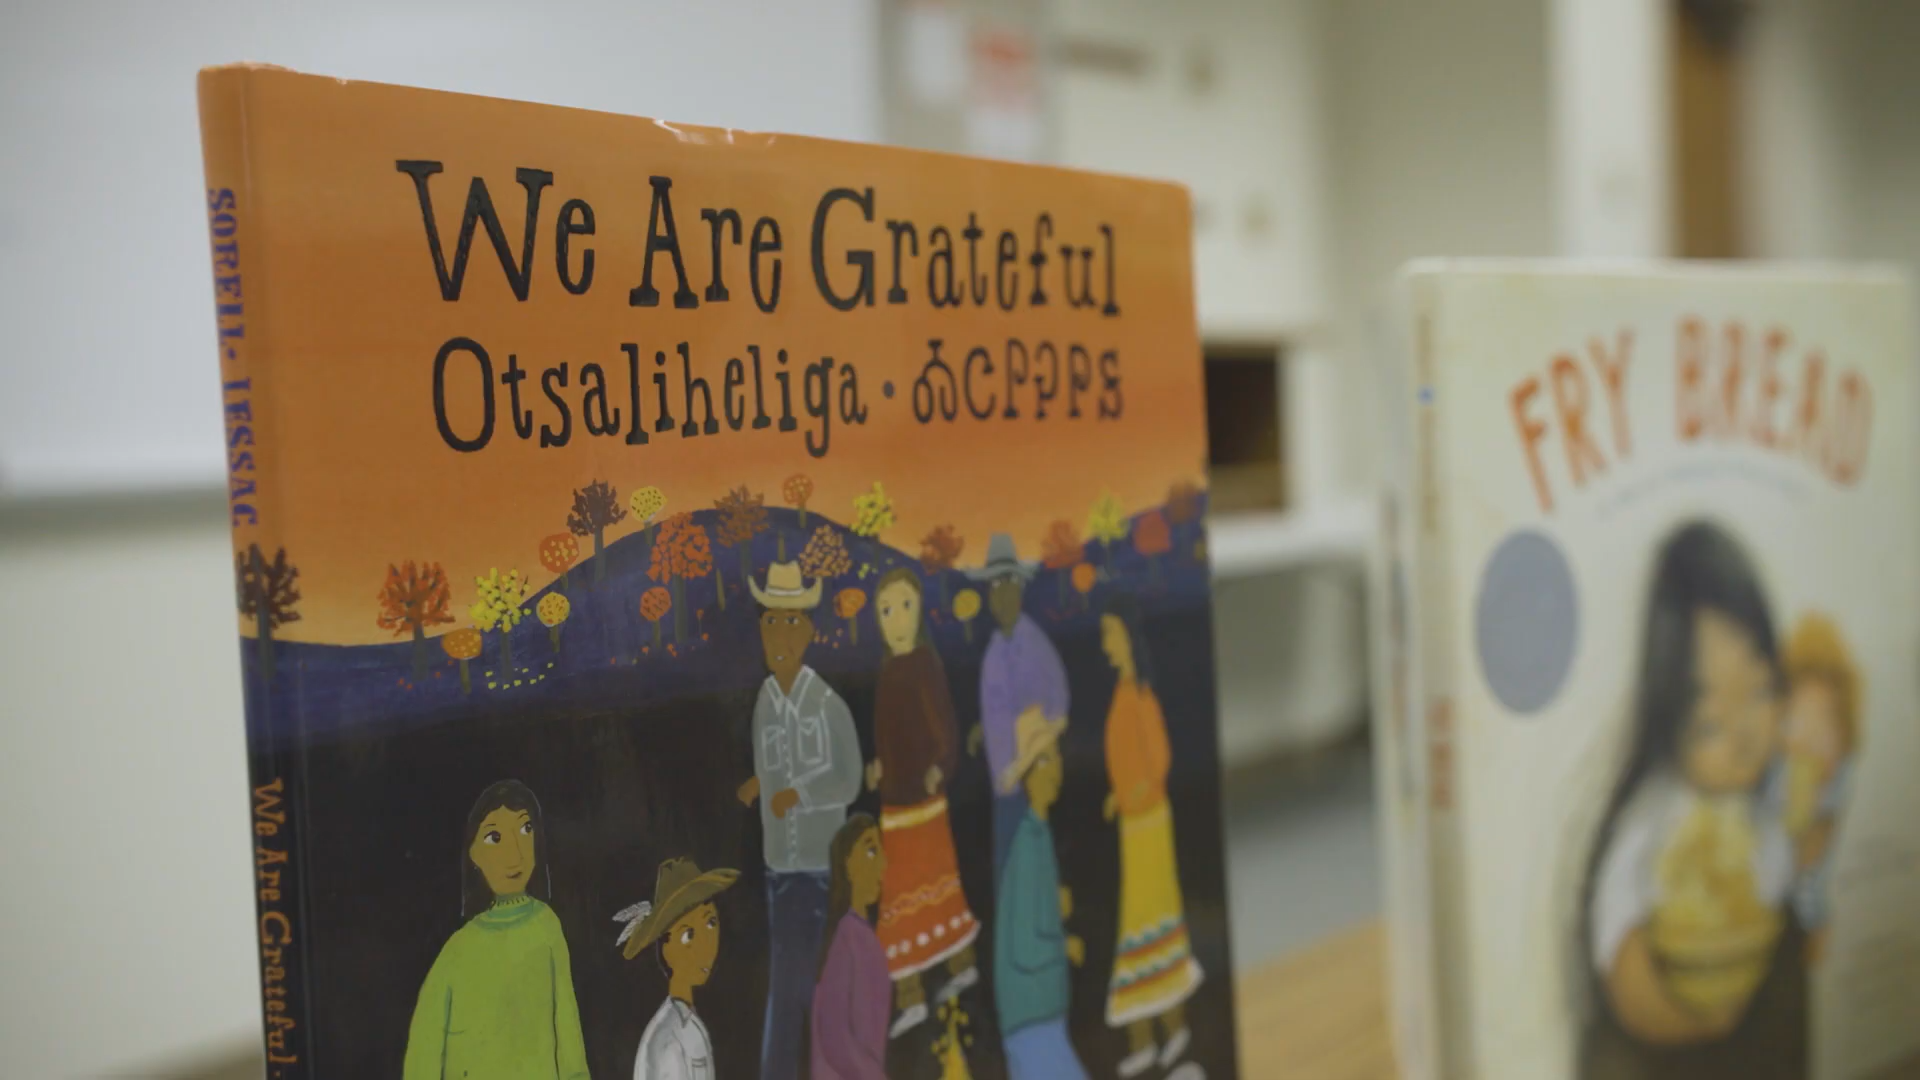 We Are Grateful
Otsaliheliga • ᎣᏣᎵᎮᎵᎦ
SORELL • LESSAC
We Are Grateful •
FRY BREAD